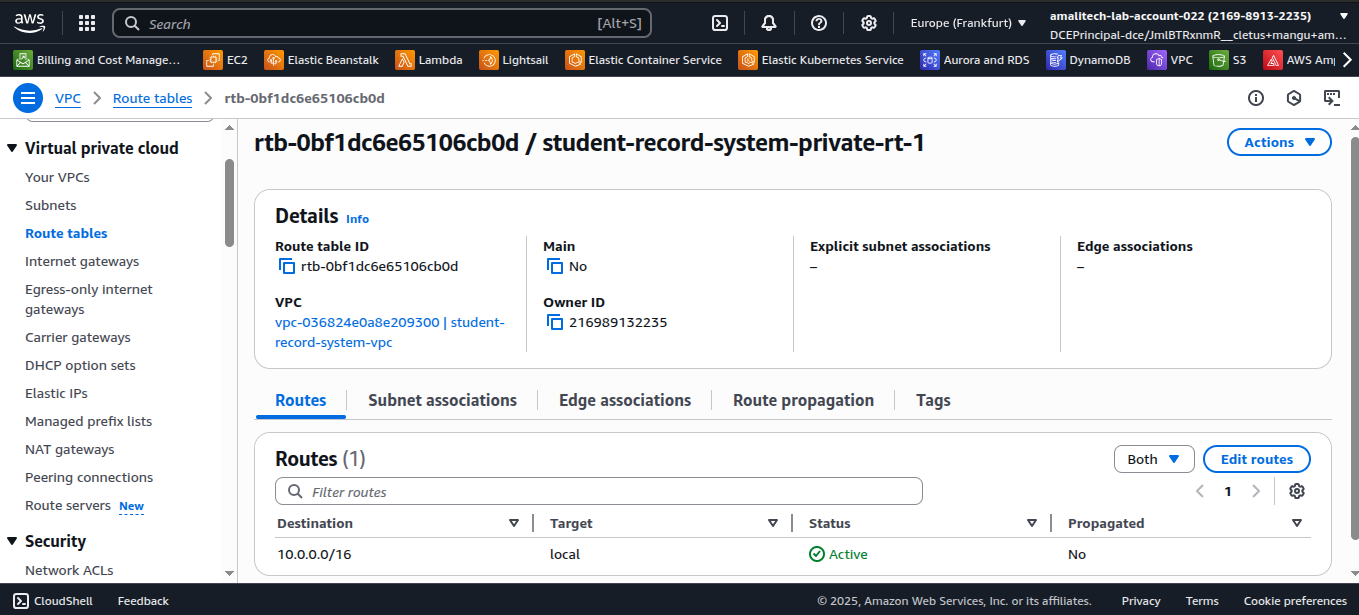 aws
Search [Alt+S]
Europe (Frankfurt)
amalitech-lab-account-022 (2169-8913-2235)
DCEPrincipal-dce/JmlBTRxnmR__cletus+mangu+am...
Billing and Cost Manage...
EC2
Elastic Beanstalk
Lambda
Lightsail
Elastic Container Service
Elastic Kubernetes Service
Aurora and RDS
DynamoDB
VPC
S3
AWS Am
VPC
Route tables
rtb-0bf1dc6e65106cb0d
Virtual private cloud
Your VPCs
Subnets
Route tables
Internet gateways
Egress-only internet
gateways
Carrier gateways
DHCP option sets
Elastic IPs
Managed prefix lists
NAT gateways
Peering connections
Route servers New
Security
Network ACLs
rtb-0bf1dc6e65106cb0d / student-record-system-private-rt-1
Actions
Details Info
Route table ID
rtb-0bf1dc6e65106cb0d
Main
No
Explicit subnet associations
–
Edge associations
–
VPC
vpc-036824e0a8e209300 | student-
record-system-vpc
Owner ID
216989132235
Routes
Subnet associations
Edge associations
Route propagation
Tags
Routes (1)
Both
Edit routes
Filter routes
1
Destination
Target
Status
Propagated
10.0.0.0/16
local
Active
No
CloudShell
Feedback
© 2025, Amazon Web Services, Inc. or its affiliates.
Privacy
Terms
Cookie preferences